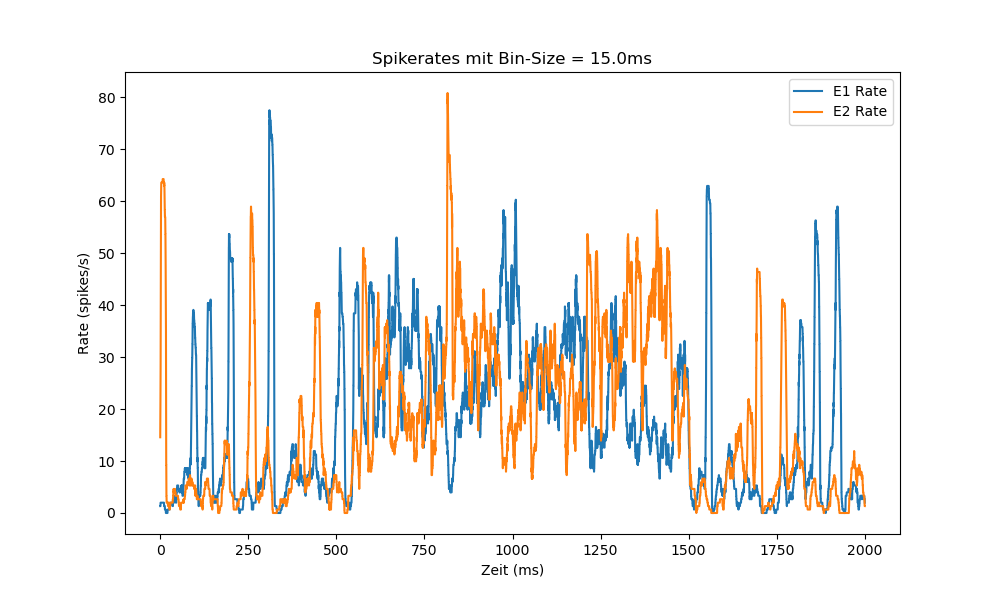 Spikerates mit Bin-Size = 15.0ms
E1 Rate
E2 Rate
Rate (spikes/s)
80
70
60
50
40
30
20
10
0
0 250 500 750 1000 1250 1500 1750 2000
Zeit (ms)